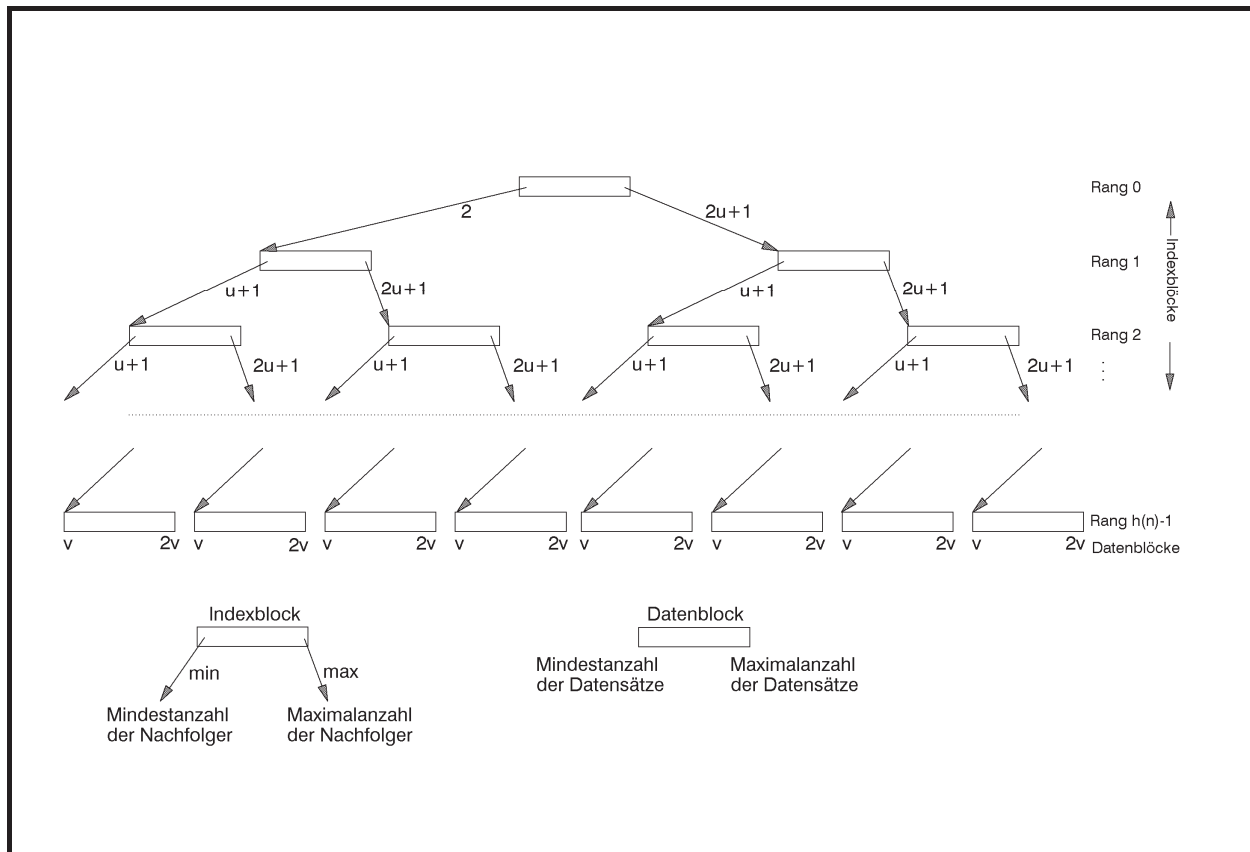 Rang 0
2
2u+1
Indexblöcke
Rang 1
u+1
2u+1
u+1
2u+1
Rang 2
u+1
2u+1
u+1
2u+1
u+1
2u+1
u+1
2u+1
Rang h(n)-1
v 2v v 2v v 2v v 2v v 2v v 2v v 2v v 2v
Datenblöcke
Indexblock
min
max
Mindestanzahl
der Nachfolger
Maximalanzahl
der Nachfolger
Datenblock
Mindestanzahl
der Datensätze
Maximalanzahl
der Datensätze